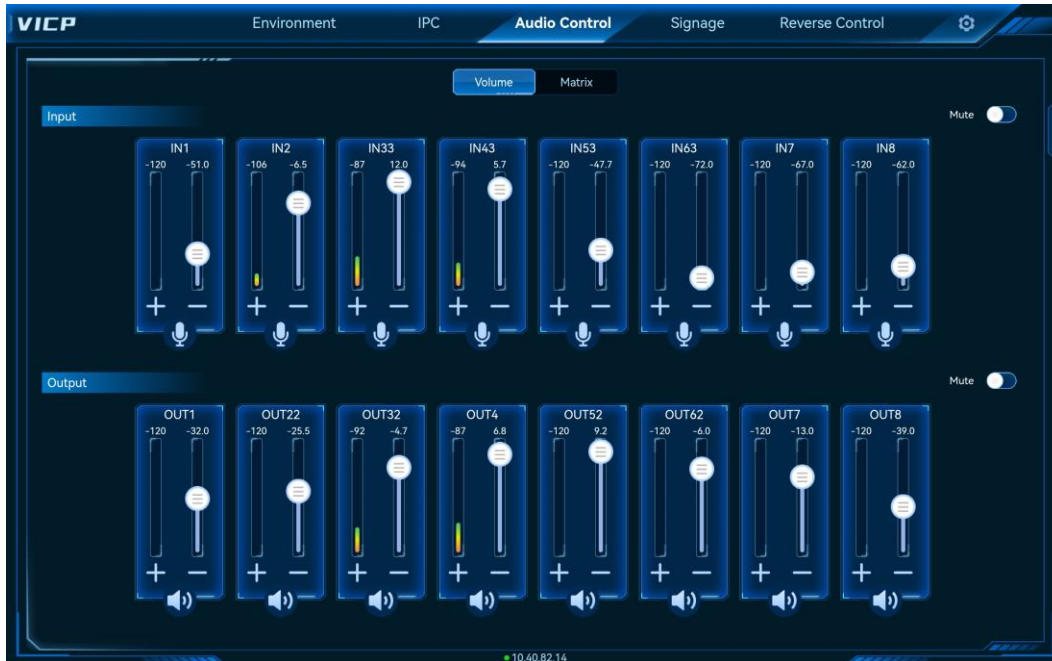 VICP Environment IPC Audio Control Signage Reverse Control
Volume Matrix
Input Mute
IN1 IN2 IN33 IN43 IN53 IN63 IN7 IN8
-120 -51.0 -106 -6.5 -87 12.0 -94 5.7 -120 -47.7 -120 -72.0 -120 -67.0 -120 -62.0
+ − + − + − + − + − + − + − + −
Output Mute
OUT1 OUT22 OUT32 OUT4 OUT52 OUT62 OUT7 OUT8
-120 -32.0 -120 -25.5 -92 -4.7 -87 6.8 -120 9.2 -120 -6.0 -120 -13.0 -120 -39.0
+ − + − + − + − + − + − + − + −
10.40.82.14